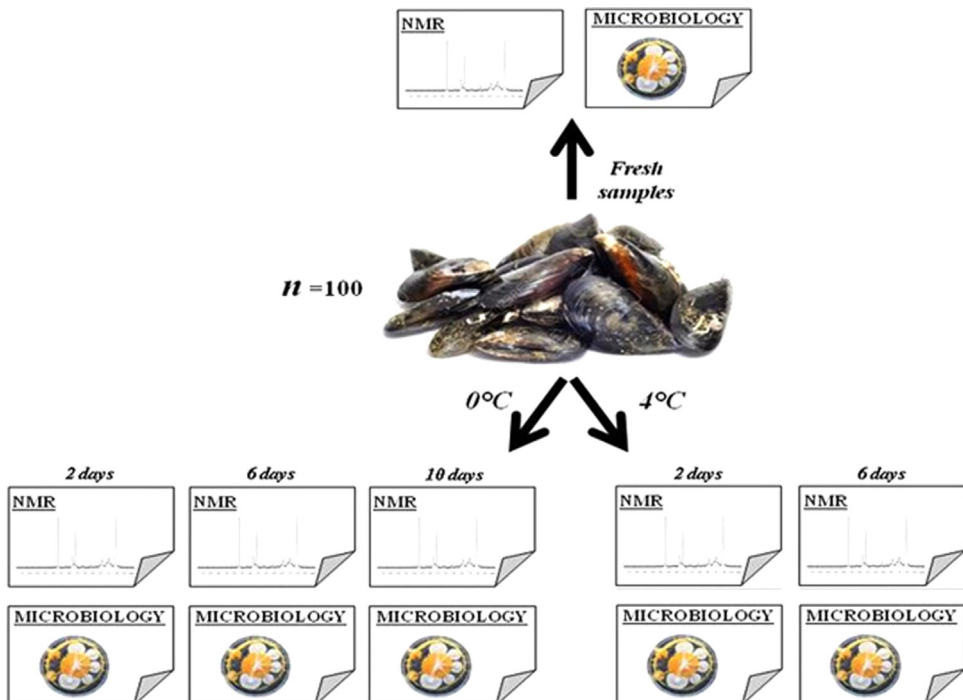 NMR
MICROBIOLOGY
Fresh
samples
n =100
0°C
4°C
2 days
6 days
10 days
2 days
6 days
NMR
NMR
NMR
NMR
NMR
MICROBIOLOGY
MICROBIOLOGY
MICROBIOLOGY
MICROBIOLOGY
MICROBIOLOGY